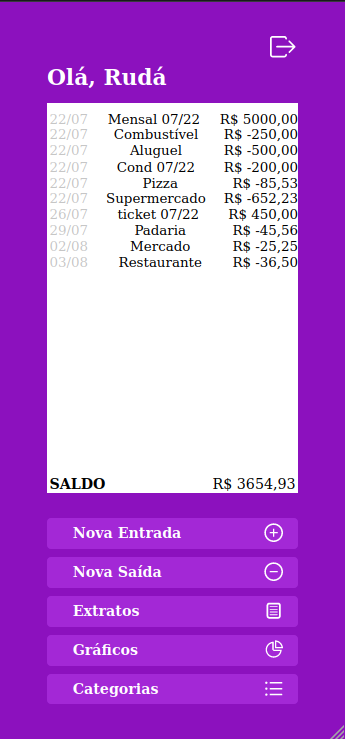 Olá, Rudá
22/07 Mensal 07/22 R$ 5000,00
22/07 Combustível R$ -250,00
22/07 Aluguel R$ -500,00
22/07 Cond 07/22 R$ -200,00
22/07 Pizza R$ -85,53
22/07 Supermercado R$ -652,23
26/07 ticket 07/22 R$ 450,00
29/07 Padaria R$ -45,56
02/08 Mercado R$ -25,25
03/08 Restaurante R$ -36,50
SALDO R$ 3654,93
Nova Entrada
Nova Saída
Extratos
Gráficos
Categorias